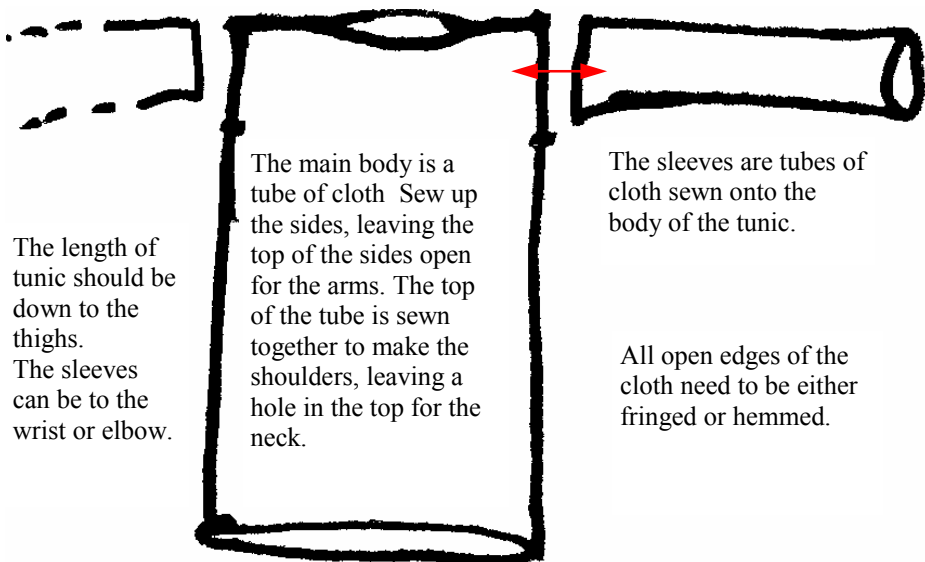 The length of
tunic should be
down to the
thighs.
The sleeves
can be to the
wrist or elbow.
The main body is a
tube of cloth  Sew up
the sides, leaving the
top of the sides open
for the arms. The top
of the tube is sewn
together to make the
shoulders, leaving a
hole in the top for the
neck.
The sleeves are tubes of
cloth sewn onto the
body of the tunic.
All open edges of the
cloth need to be either
fringed or hemmed.